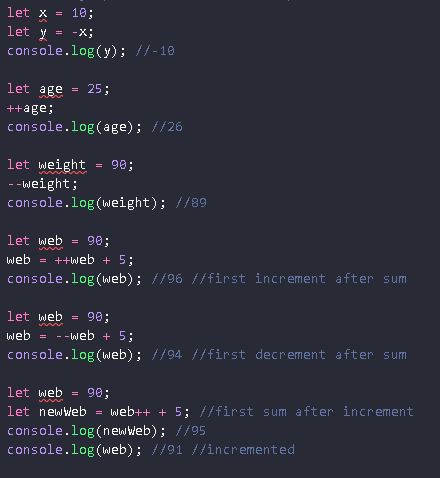 let x = 10;
let y = -x;
console.log(y); //-10
let age = 25;
++age;
console.log(age); //26
let weight = 90;
--weight;
console.log(weight); //89
let web = 90;
web = ++web + 5;
console.log(web); //96 //first increment after sum
let web = 90;
web = --web + 5;
console.log(web); //94 //first decrement after sum
let web = 90;
let newWeb = web++ + 5; //first sum after increment
console.log(newWeb); //95
console.log(web); //91 //incremented